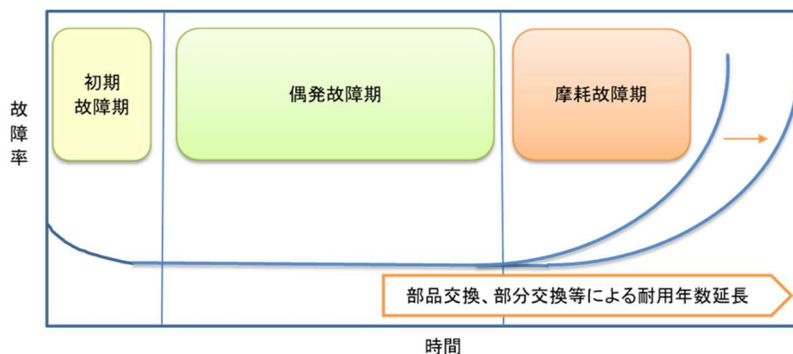 初期
故障期
偶発故障期
摩耗故障期
故障率
部品交換、部分交換等による耐用年数延長
時間